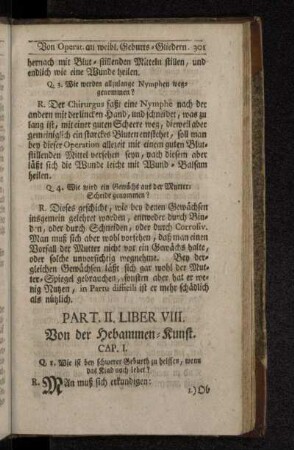 Von Operat. an weibl. Geburts-Gliedern. 301
hernach mit Blut-stillenden Mitteln stillen, und
endlich wie eine Wunde heilen.
Q. 3. Wie werden allzulange Nymphen wegs
genommen?
R. Der Chirurgus faßt eine Nymphe nach der
andern mit der lincken Hand, und schneidet, was zu
lang ist, mit einer guten Scheere weg, dieweil aber
gemeiniglich ein starckes Bluten entstehet, soll man
bey dieser Operation allezeit mit einem guten Blut-
stillenden Mittel versehen seyn, nach diesem aber
läßt sich die Wunde leicht mit Wund-Balsam
heilen.
Q. 4. Wie wird ein Gewächs aus der Mutter-
Scheide genommen?
R. Dieses geschicht, wie bey denen Gewächsen
insgemein gelehret worden, entweder durch Bin-
den, oder durch Schneiden, oder durch Corrosiv.
Man muß sich aber wohl vorsehen, daß man einen
Vorfall der Mutter nicht vor ein Gewächs halte,
oder solche unvorsichtig wegnehme. Bey der-
gleichen Gewächsen läßt sich gar wohl der Mut-
ter-Spiegel gebrauchen, sonsten aber hat er we-
nig Nutzen, in Partu difficili ist er mehr schädlich
als nützlich.
PART. II. LIBER VIII.
Von der Hebammen-Kunst.
CAP. I.
Q. 1. Wie ist bey schwerer Geburth zu helffen, wenn
das Kind noch lebet?
R. MAn muß sich erkundigen:
1) Ob